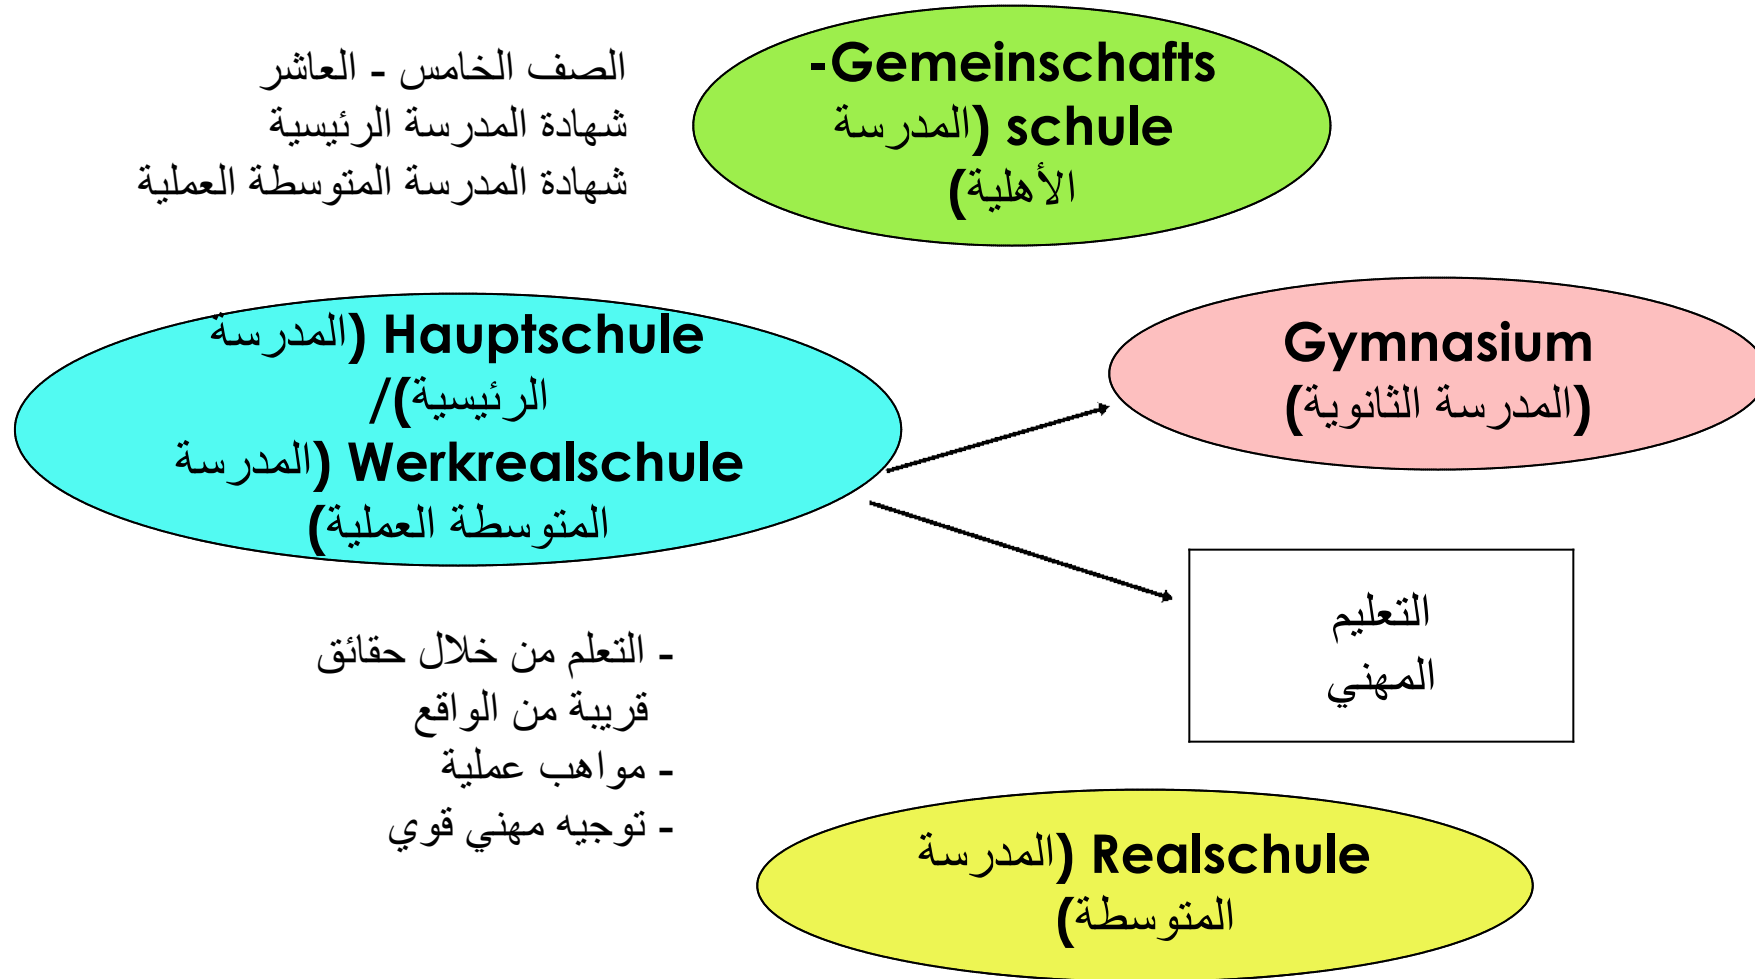 Gemeinschafts-
schule (المدرسة
الأهلية)
الصف الخامس - العاشر
شهادة المدرسة الرئيسية
شهادة المدرسة المتوسطة العملية
Hauptschule (المدرسة
الرئيسية)/
Werkrealschule (المدرسة
المتوسطة العملية)
Gymnasium
(المدرسة الثانوية)
التعليم
المهني
- التعلم من خلال حقائق
قريبة من الواقع
- مواهب عملية
- توجيه مهني قوي
Realschule (المدرسة
المتوسطة)